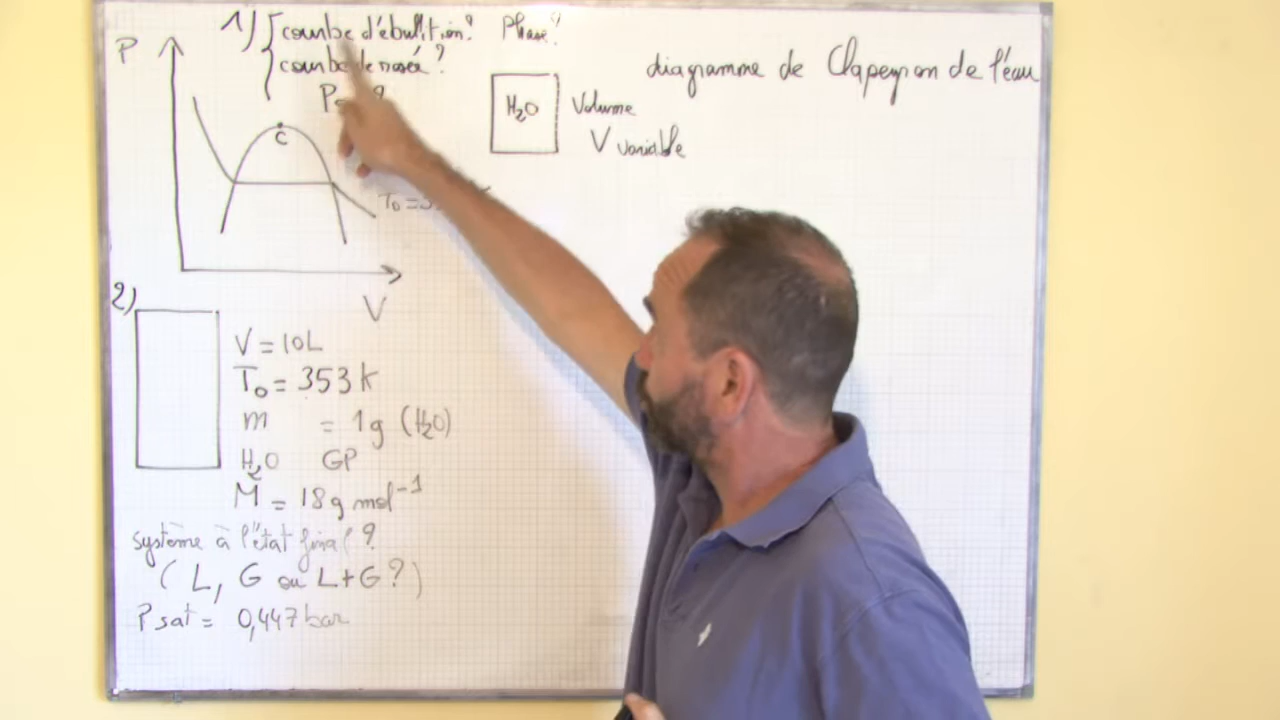 1) courbe d'ébullition? Phase?
courbe de rosée?
diagramme de Clapeyron de l'eau
P
H₂O
Volume
V variable
C
V
2)
V = 10L
T₀ = 353 k
m = 1g (H₂O)
H₂O GP
M = 18 g mol⁻¹
système à l'état final ?
( L, G ou L+G ? )
P sat = 0,447 bar